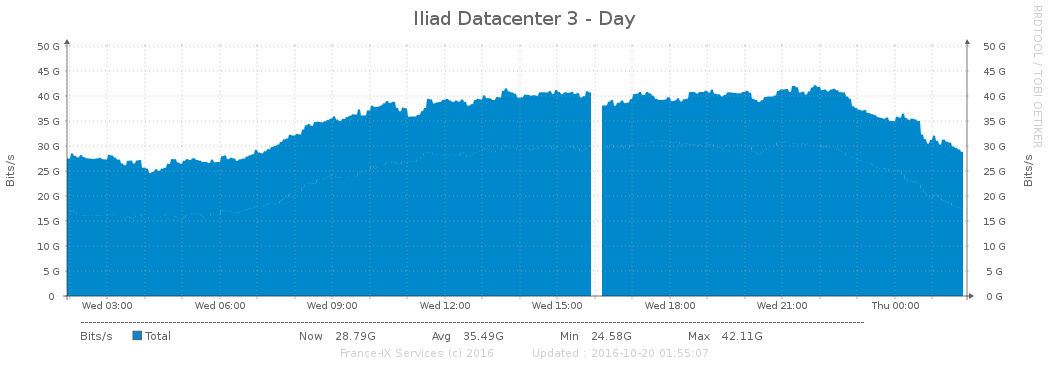 Iliad Datacenter 3 - Day
RRDTOOL / TOBI OETIKER
Bits/s
50 G 50 G
45 G 45 G
40 G 40 G
35 G 35 G
30 G 30 G
25 G 25 G
20 G 20 G
15 G 15 G
10 G 10 G
5 G 5 G
0 0 G
Bits/s
Wed 03:00 Wed 06:00 Wed 09:00 Wed 12:00 Wed 15:00 Wed 18:00 Wed 21:00 Thu 00:00
Bits/s Total Now 28.79G Avg 35.49G Min 24.58G Max 42.11G
France-IX Services (c) 2016 Updated : 2016-10-20 01:55:07